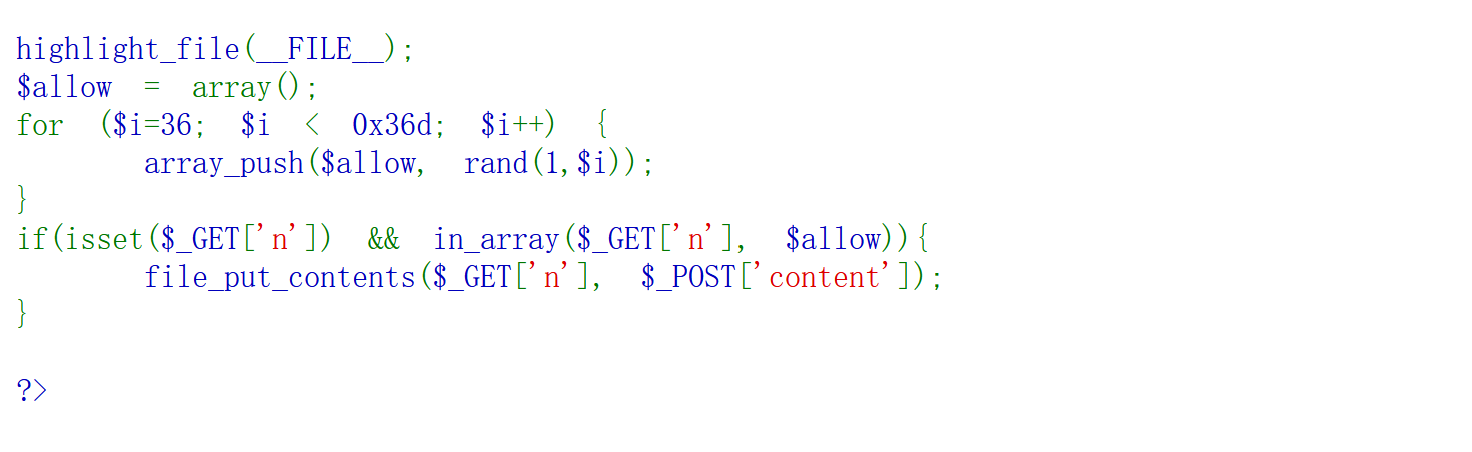 highlight_file(__FILE__);
$allow = array();
for ($i=36; $i < 0x36d; $i++) {
array_push($allow, rand(1,$i));
}
if(isset($_GET['n']) && in_array($_GET['n'], $allow)){
file_put_contents($_GET['n'], $_POST['content']);
}
?>